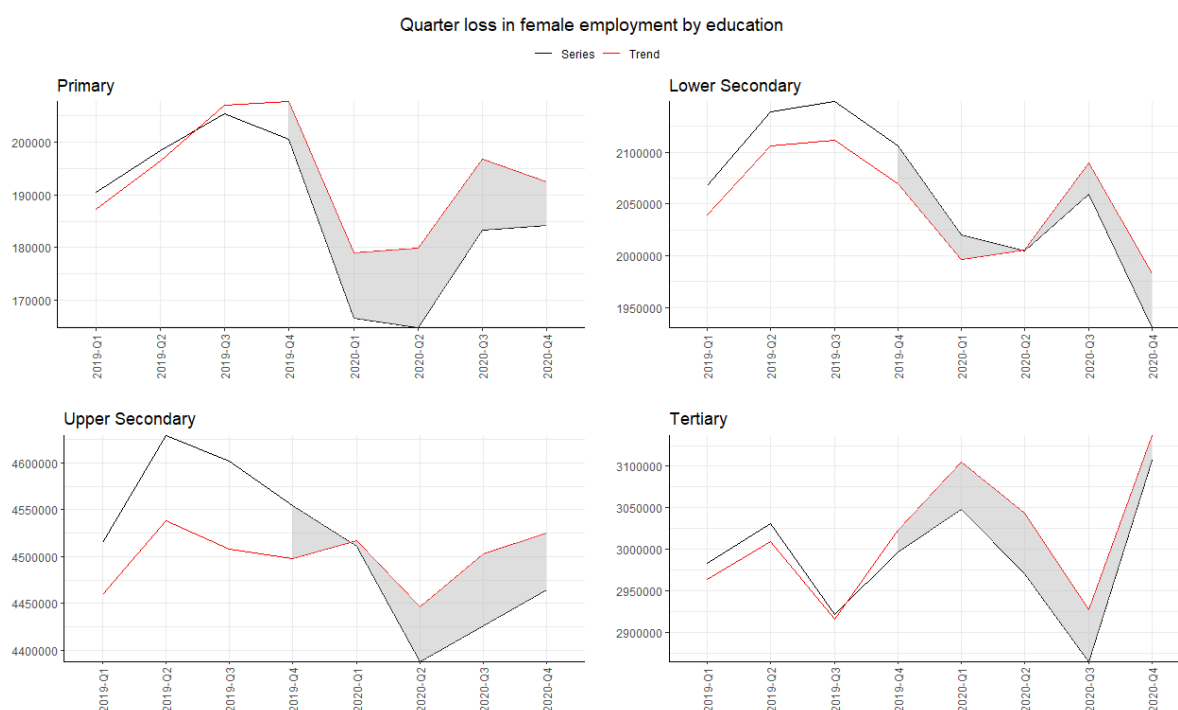 Quarter loss in female employment by education
Series Trend
Primary
200000
190000
180000
170000
2019-Q1 2019-Q2 2019-Q3 2019-Q4 2020-Q1 2020-Q2 2020-Q3 2020-Q4
Lower Secondary
2100000
2050000
2000000
1950000
2019-Q1 2019-Q2 2019-Q3 2019-Q4 2020-Q1 2020-Q2 2020-Q3 2020-Q4
Upper Secondary
4600000
4550000
4500000
4450000
4400000
2019-Q1 2019-Q2 2019-Q3 2019-Q4 2020-Q1 2020-Q2 2020-Q3 2020-Q4
Tertiary
3100000
3050000
3000000
2950000
2900000
2019-Q1 2019-Q2 2019-Q3 2019-Q4 2020-Q1 2020-Q2 2020-Q3 2020-Q4